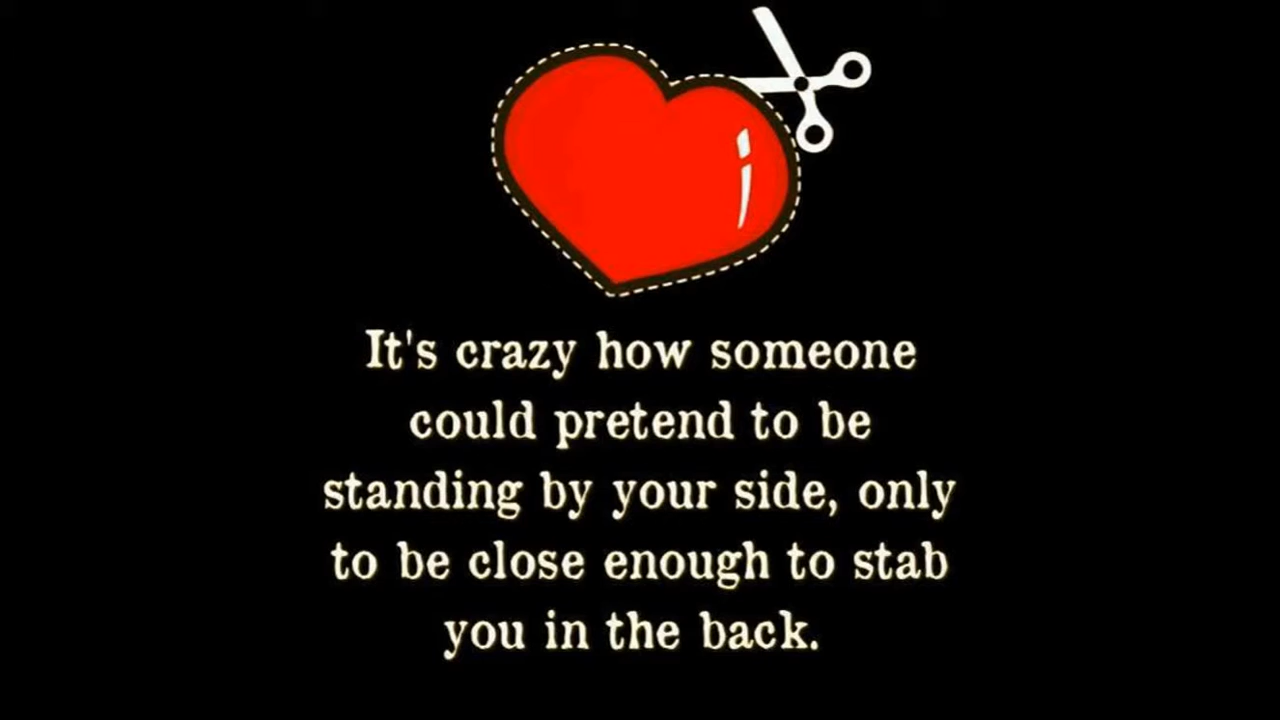 It's crazy how someone
could pretend to be
standing by your side, only
to be close enough to stab
you in the back.